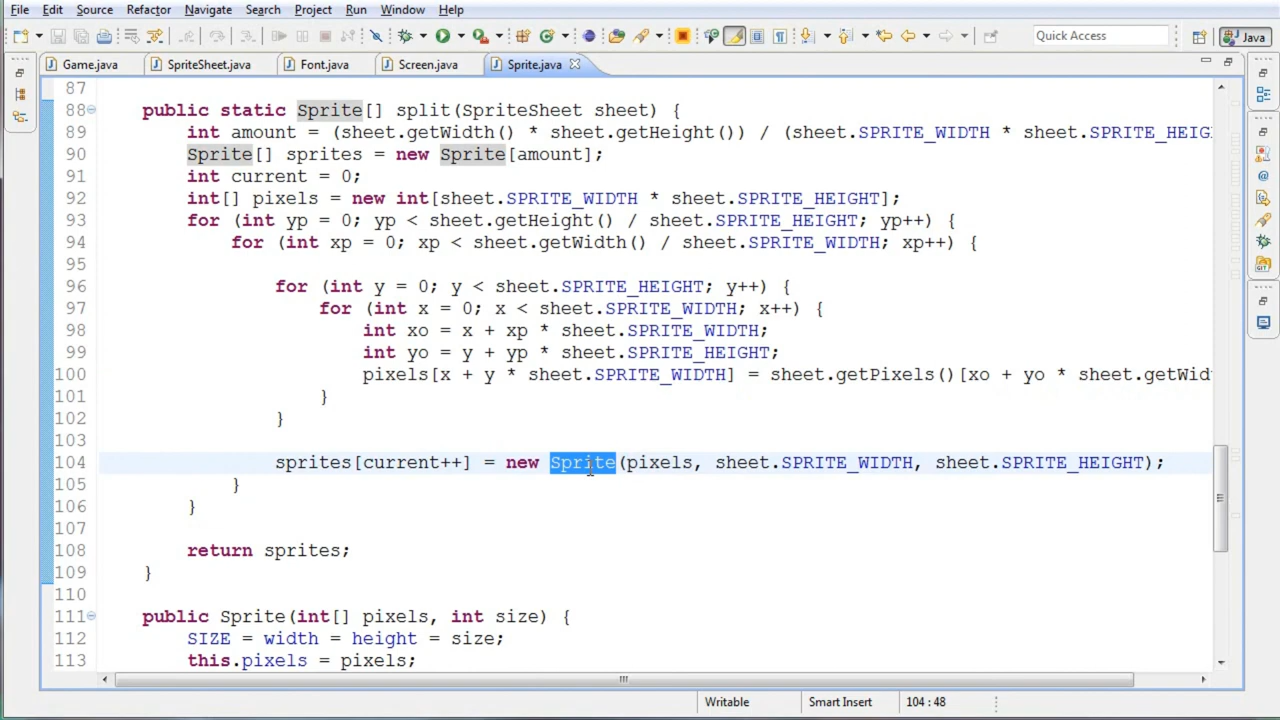 File Edit Source Refactor Navigate Search Project Run Window Help
Quick Access
Java
Game.java SpriteSheet.java Font.java Screen.java Sprite.java
87
88 public static Sprite[] split(SpriteSheet sheet) {
89 int amount = (sheet.getWidth() * sheet.getHeight()) / (sheet.SPRITE_WIDTH * sheet.SPRITE_HEIG
90 Sprite[] sprites = new Sprite[amount];
91 int current = 0;
92 int[] pixels = new int[sheet.SPRITE_WIDTH * sheet.SPRITE_HEIGHT];
93 for (int yp = 0; yp < sheet.getHeight() / sheet.SPRITE_HEIGHT; yp++) {
94 for (int xp = 0; xp < sheet.getWidth() / sheet.SPRITE_WIDTH; xp++) {
95
96 for (int y = 0; y < sheet.SPRITE_HEIGHT; y++) {
97 for (int x = 0; x < sheet.SPRITE_WIDTH; x++) {
98 int xo = x + xp * sheet.SPRITE_WIDTH;
99 int yo = y + yp * sheet.SPRITE_HEIGHT;
100 pixels[x + y * sheet.SPRITE_WIDTH] = sheet.getPixels()[xo + yo * sheet.getWid
101 }
102 }
103
104 sprites[current++] = new Sprite(pixels, sheet.SPRITE_WIDTH, sheet.SPRITE_HEIGHT);
105 }
106 }
107
108 return sprites;
109 }
110
111 public Sprite(int[] pixels, int size) {
112 SIZE = width = height = size;
113 this.pixels = pixels;
Writable Smart Insert 104 : 48